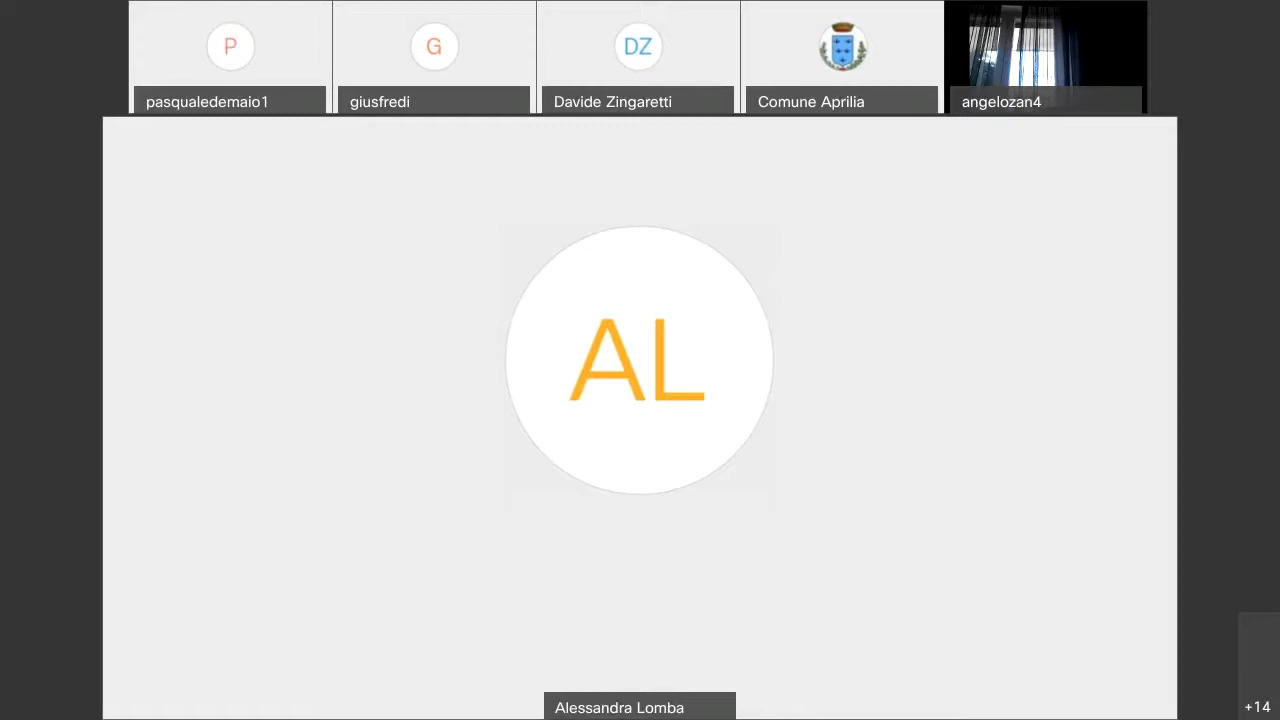 P
G
DZ
pasqualedemaio1
giusfredi
Davide Zingaretti
Comune Aprilia
angelozan4
AL
Alessandra Lomba
+14